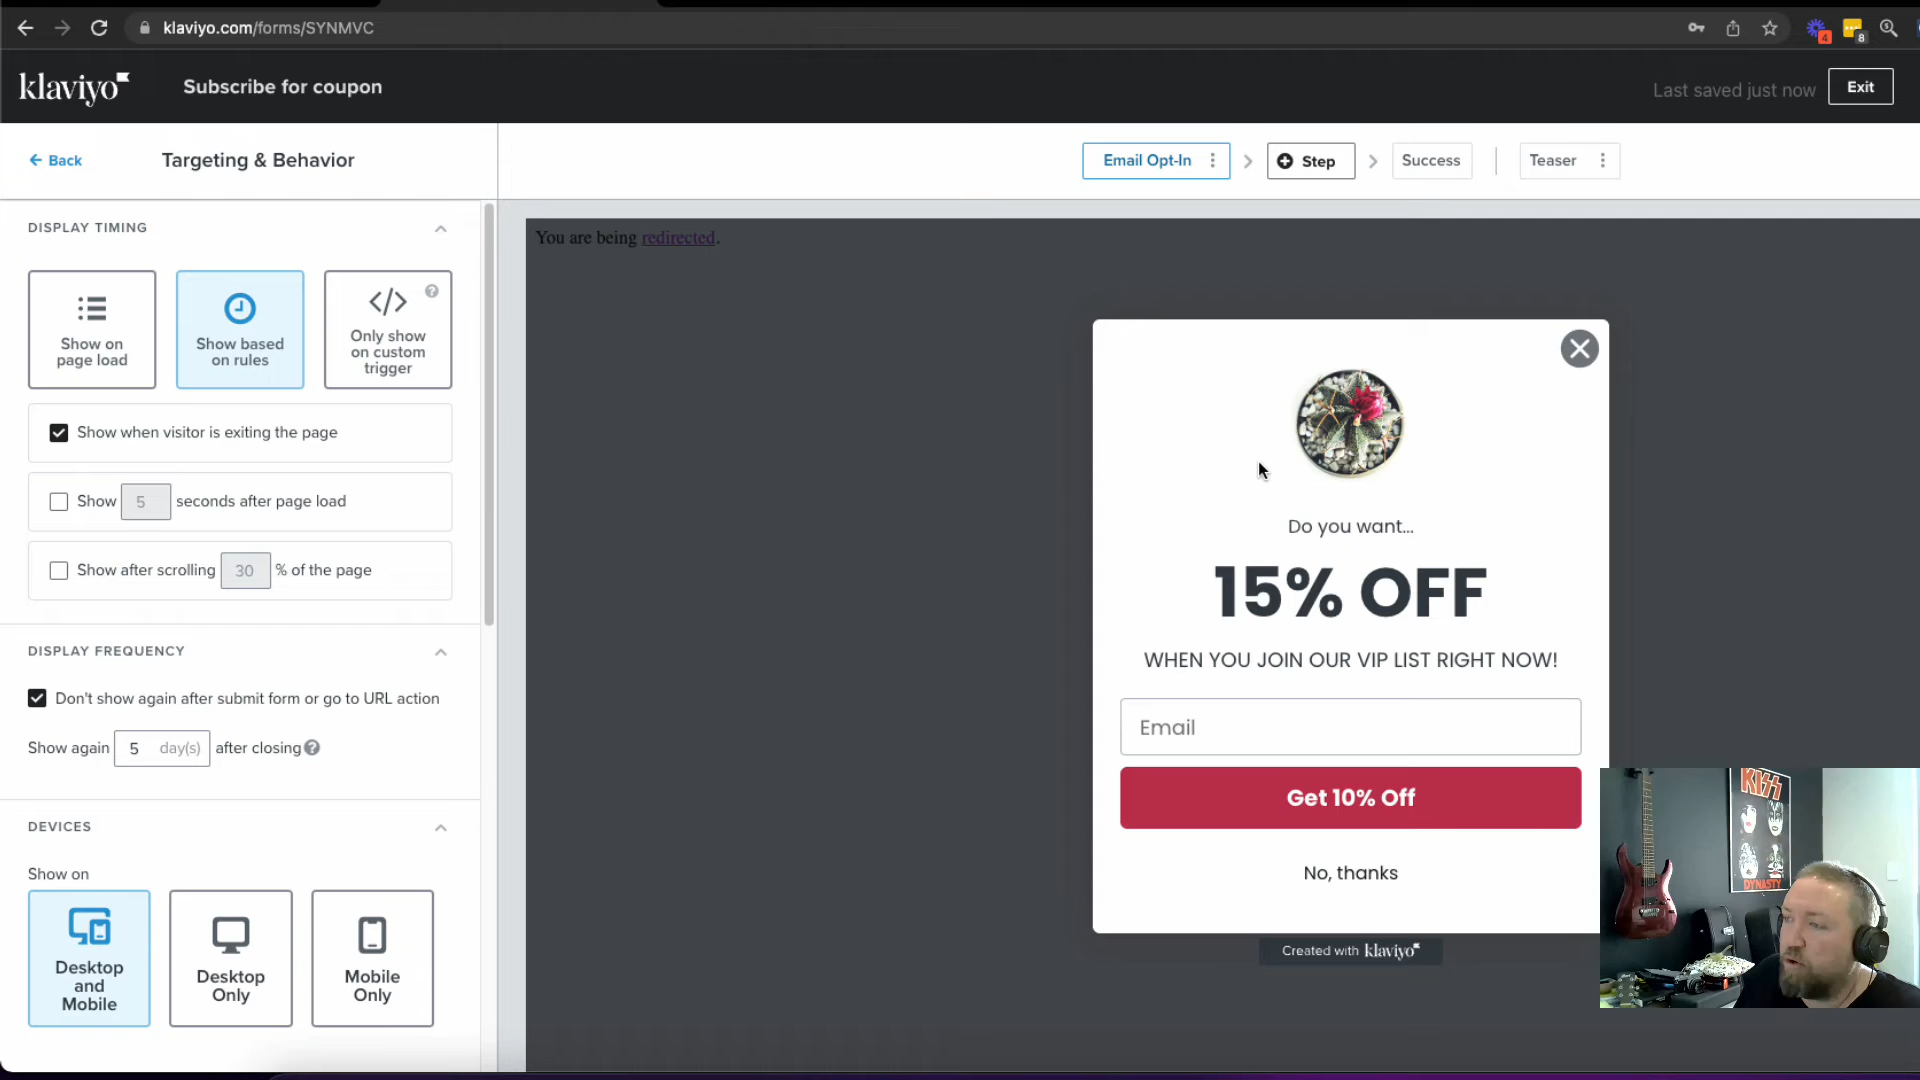 klaviyo.com/forms/SYNMVC
4
8
klaviyo
Subscribe for coupon
Last saved just now
Exit
Back
Targeting & Behavior
Email Opt-In
Step
Success
Teaser
DISPLAY TIMING
Show on
page load
Show based
on rules
Only show
on custom
trigger
Show when visitor is exiting the page
Show 5 seconds after page load
Show after scrolling 30 % of the page
DISPLAY FREQUENCY
Don't show again after submit form or go to URL action
Show again 5 day(s) after closing
DEVICES
Show on
Desktop
and
Mobile
Desktop
Only
Mobile
Only
You are being redirected.
Do you want...
15% OFF
WHEN YOU JOIN OUR VIP LIST RIGHT NOW!
Email
Get 10% Off
No, thanks
Created with klaviyo
KISS
DYNASTY